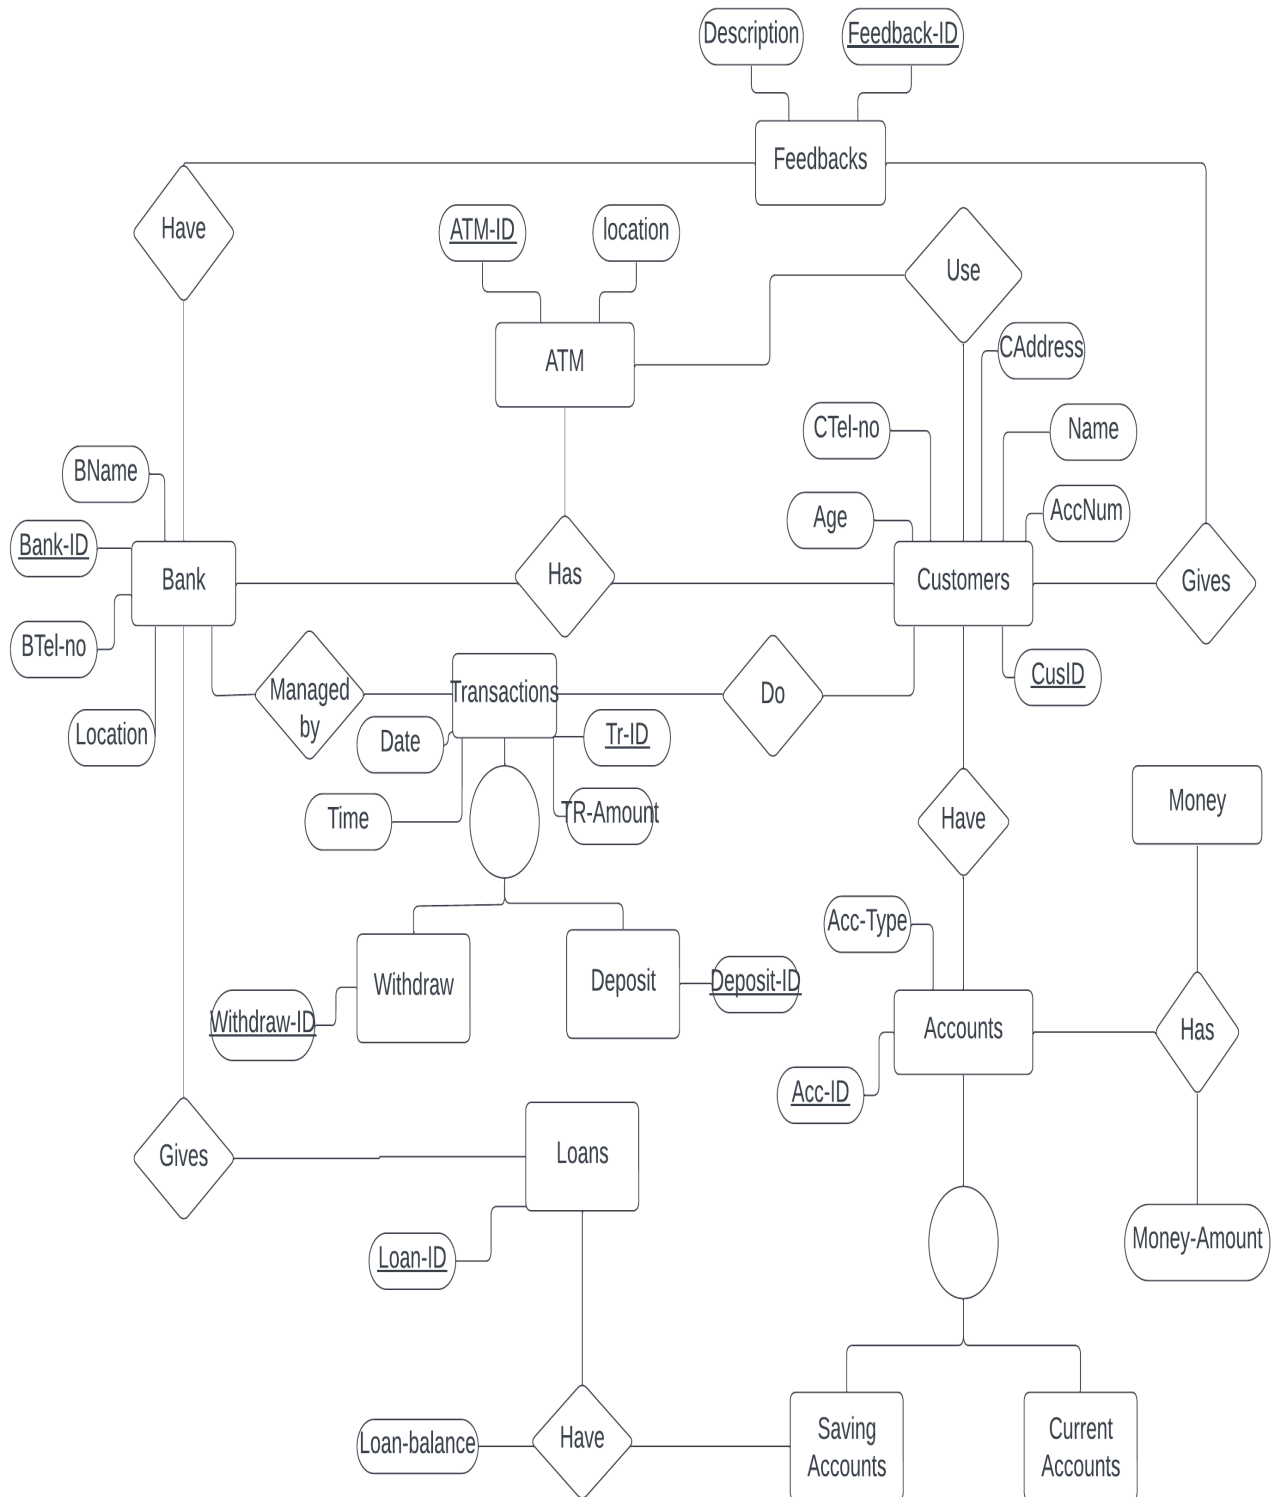 Description
Feedback-ID
Feedbacks
Have
ATM-ID
location
Use
CAddress
ATM
CTel-no
Name
BName
Age
AccNum
Bank-ID
Bank
Has
Customers
Gives
BTel-no
CusID
Managed
by
Transactions
Do
Location
Date
Tr-ID
Time
TR-Amount
Have
Money
Acc-Type
Withdraw
Deposit
Deposit-ID
Withdraw-ID
Accounts
Has
Acc-ID
Gives
Loans
Money-Amount
Loan-ID
Loan-balance
Have
Saving
Accounts
Current
Accounts